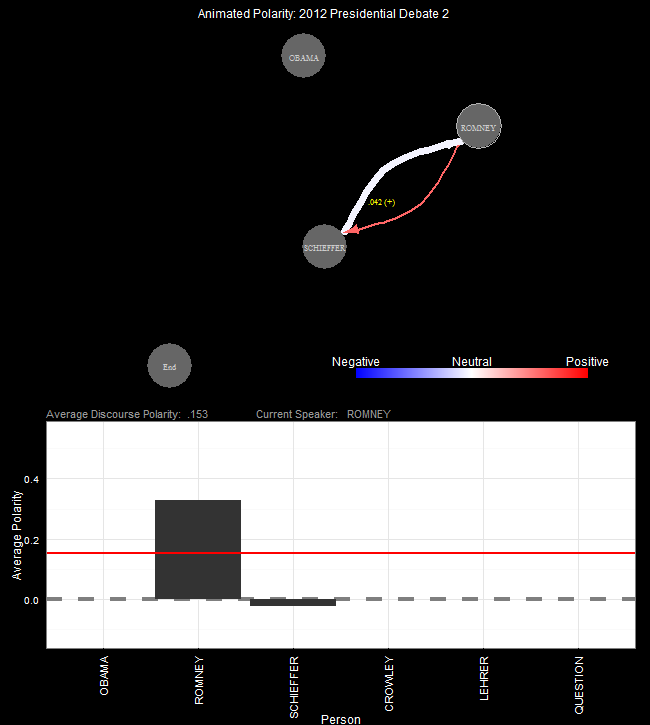 Animated Polarity: 2012 Presidential Debate 2
OBAMA
ROMNEY
.042 (+)
SCHIEFFER
End
Negative Neutral Positive
Average Discourse Polarity: .153 Current Speaker: ROMNEY
Average Polarity
0.4
0.2
0.0
OBAMA
ROMNEY
SCHIEFFER
CROWLEY
LEHRER
QUESTION
Person